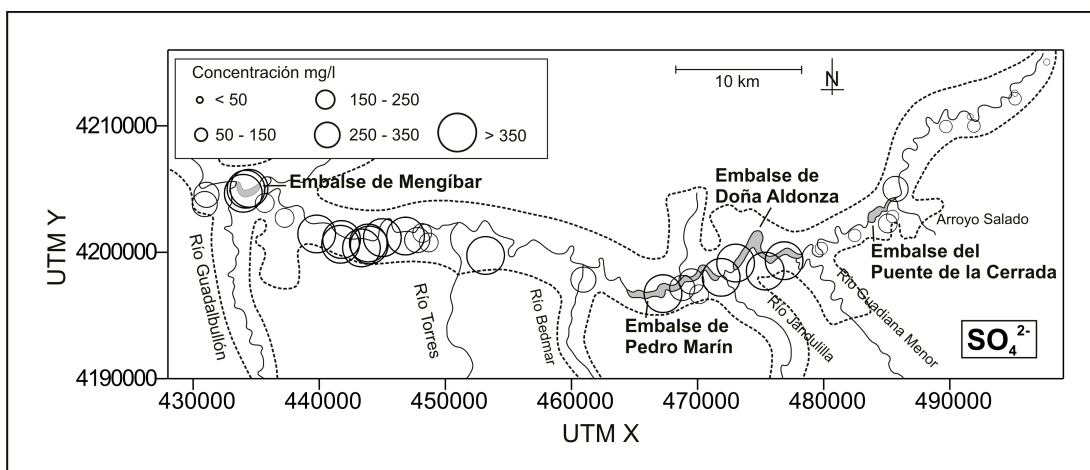 Concentración mg/l
< 50
150 - 250
50 - 150
250 - 350
> 350
10 km
N
4210000
4200000
4190000
UTM Y
Embalse de Mengíbar
Embalse de
Doña Aldonza
Arroyo Salado
Embalse del
Puente de la Cerrada
Embalse de
Pedro Marín
Río Guadalbullón
Río Torres
Río Bedmar
Río Jandulilla
Río Guadiana Menor
SO₄²⁻
430000 440000 450000 460000 470000 480000 490000
UTM X